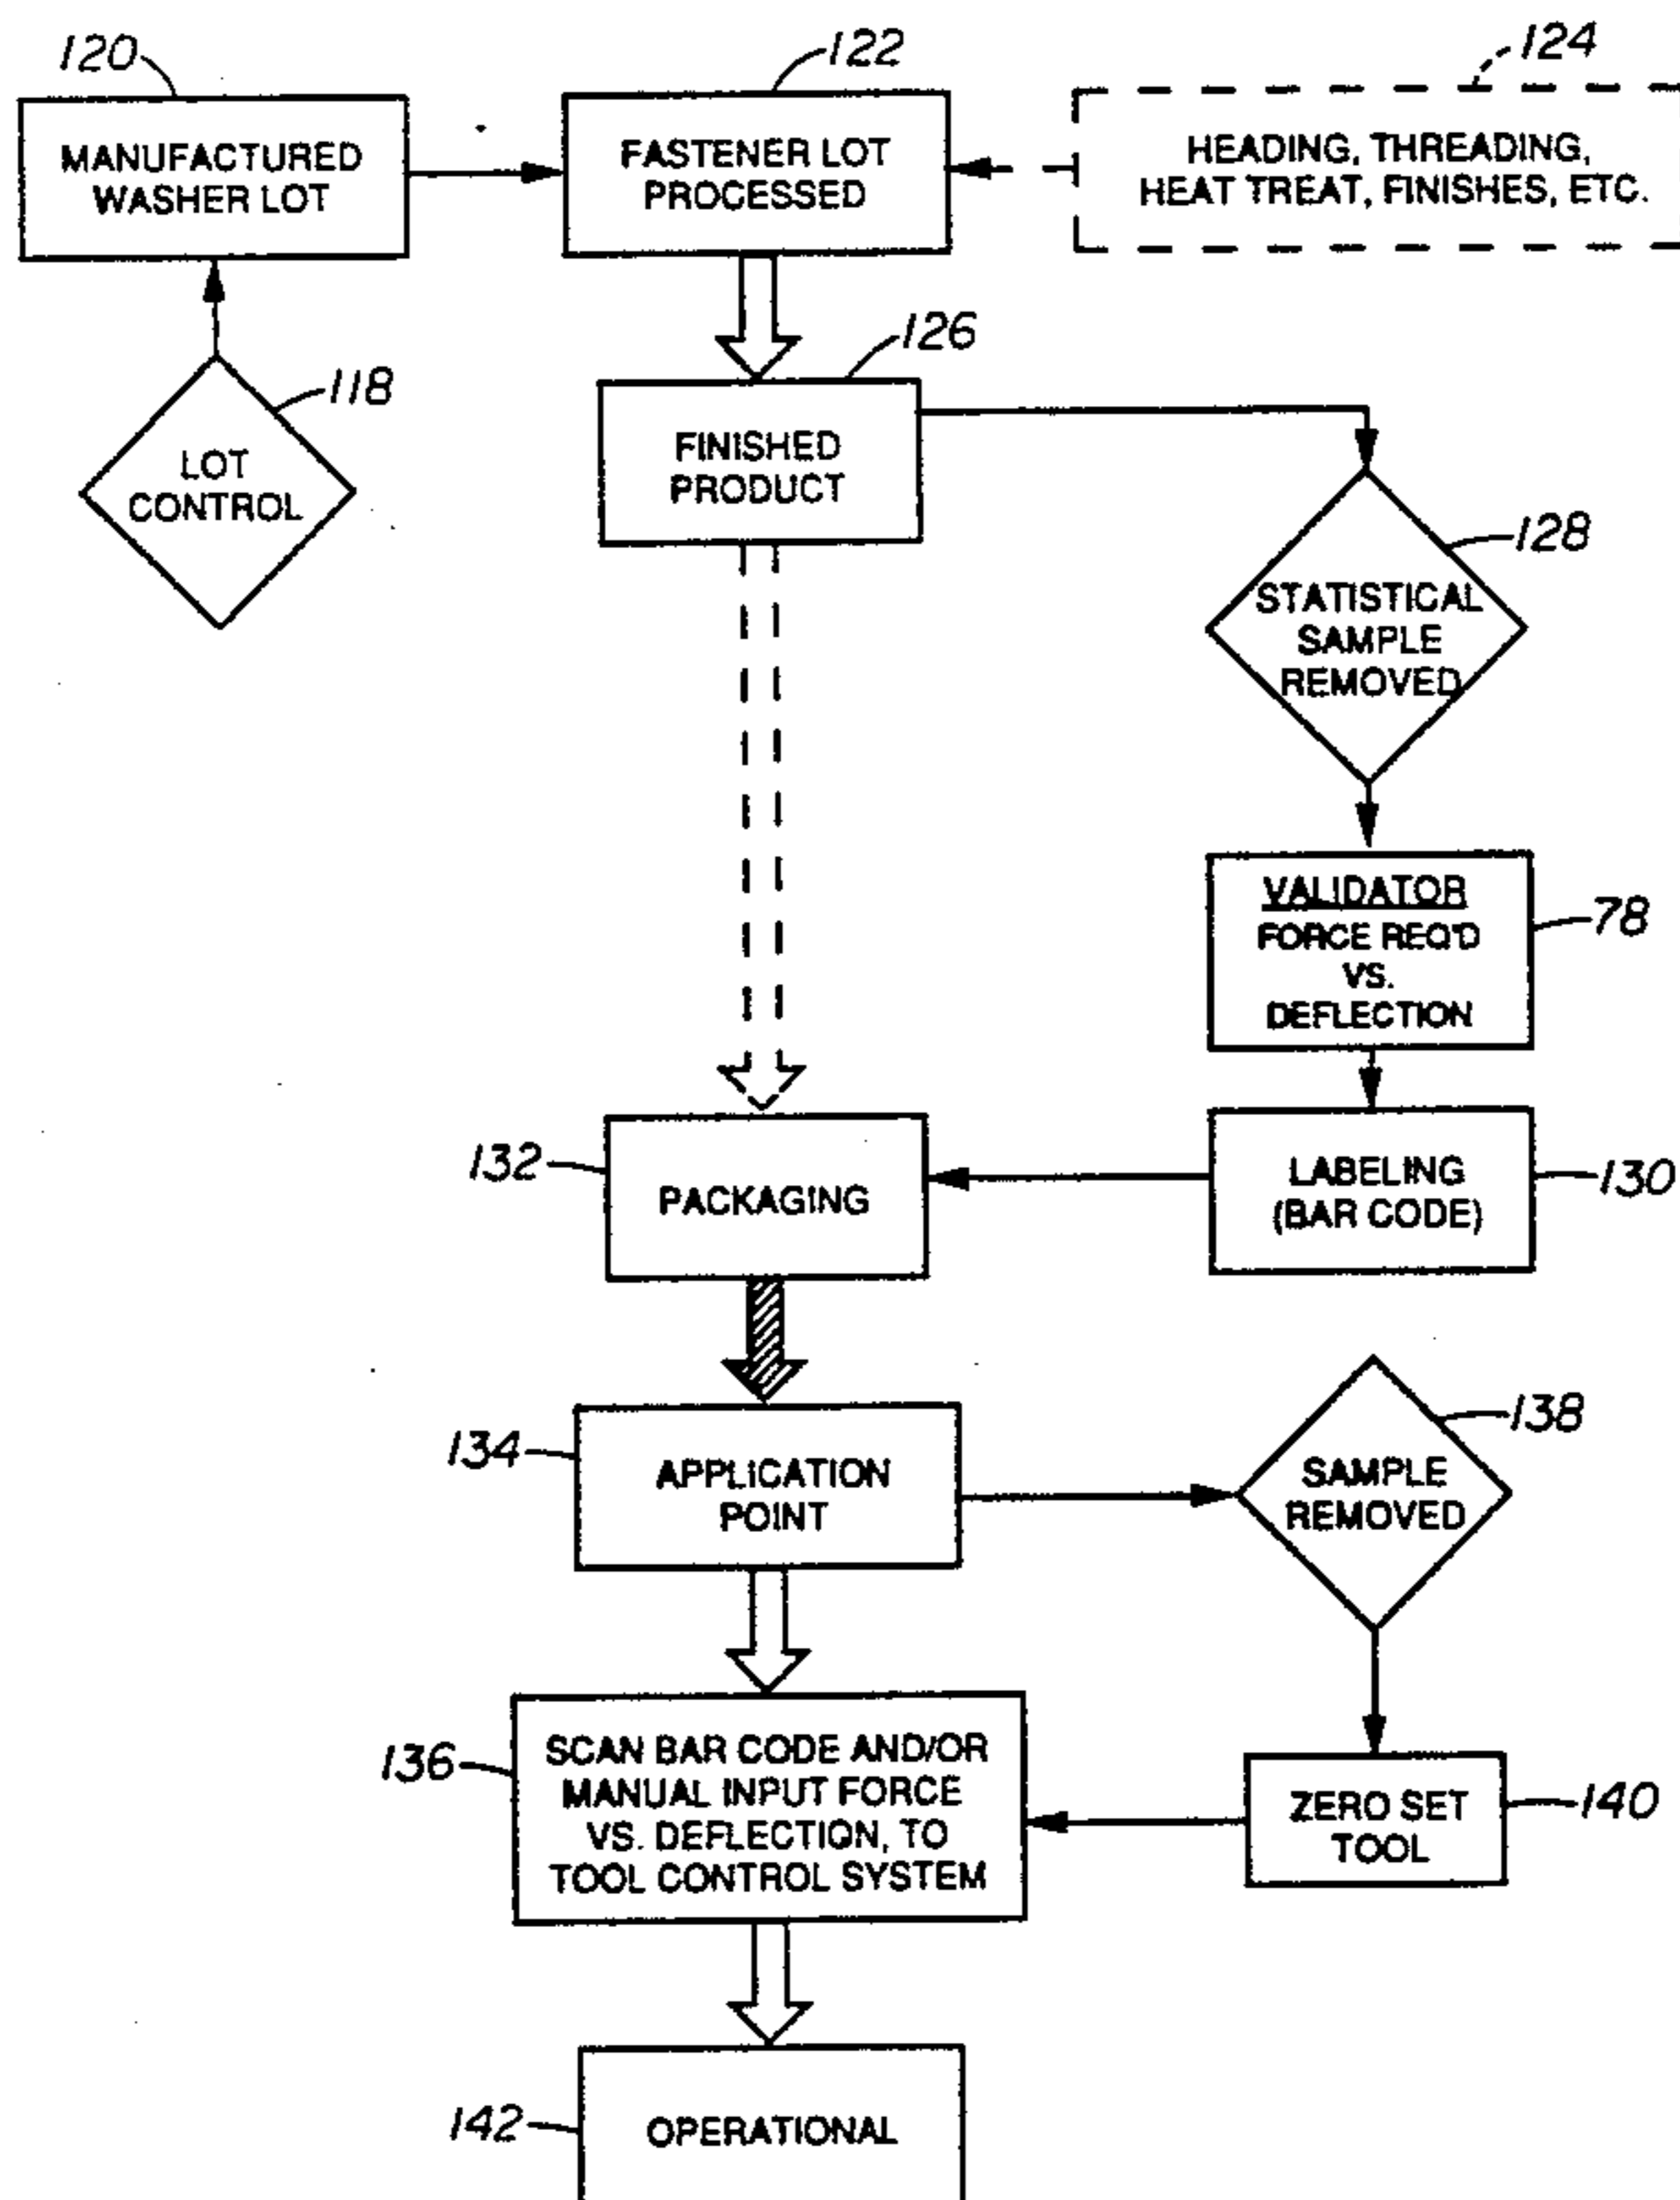 120
122
124
MANUFACTURED
WASHER LOT
FASTENER LOT
PROCESSED
HEADING, THREADING,
HEAT TREAT, FINISHES, ETC.
126
118
LOT
CONTROL
FINISHED
PRODUCT
128
STATISTICAL
SAMPLE
REMOVED
VALIDATOR
FORCE REQ'D
VS.
DEFLECTION
78
132
PACKAGING
LABELING
(BAR CODE)
130
134
APPLICATION
POINT
138
SAMPLE
REMOVED
136
SCAN BAR CODE AND/OR
MANUAL INPUT FORCE
VS. DEFLECTION, TO
TOOL CONTROL SYSTEM
ZERO SET
TOOL
140
142
OPERATIONAL